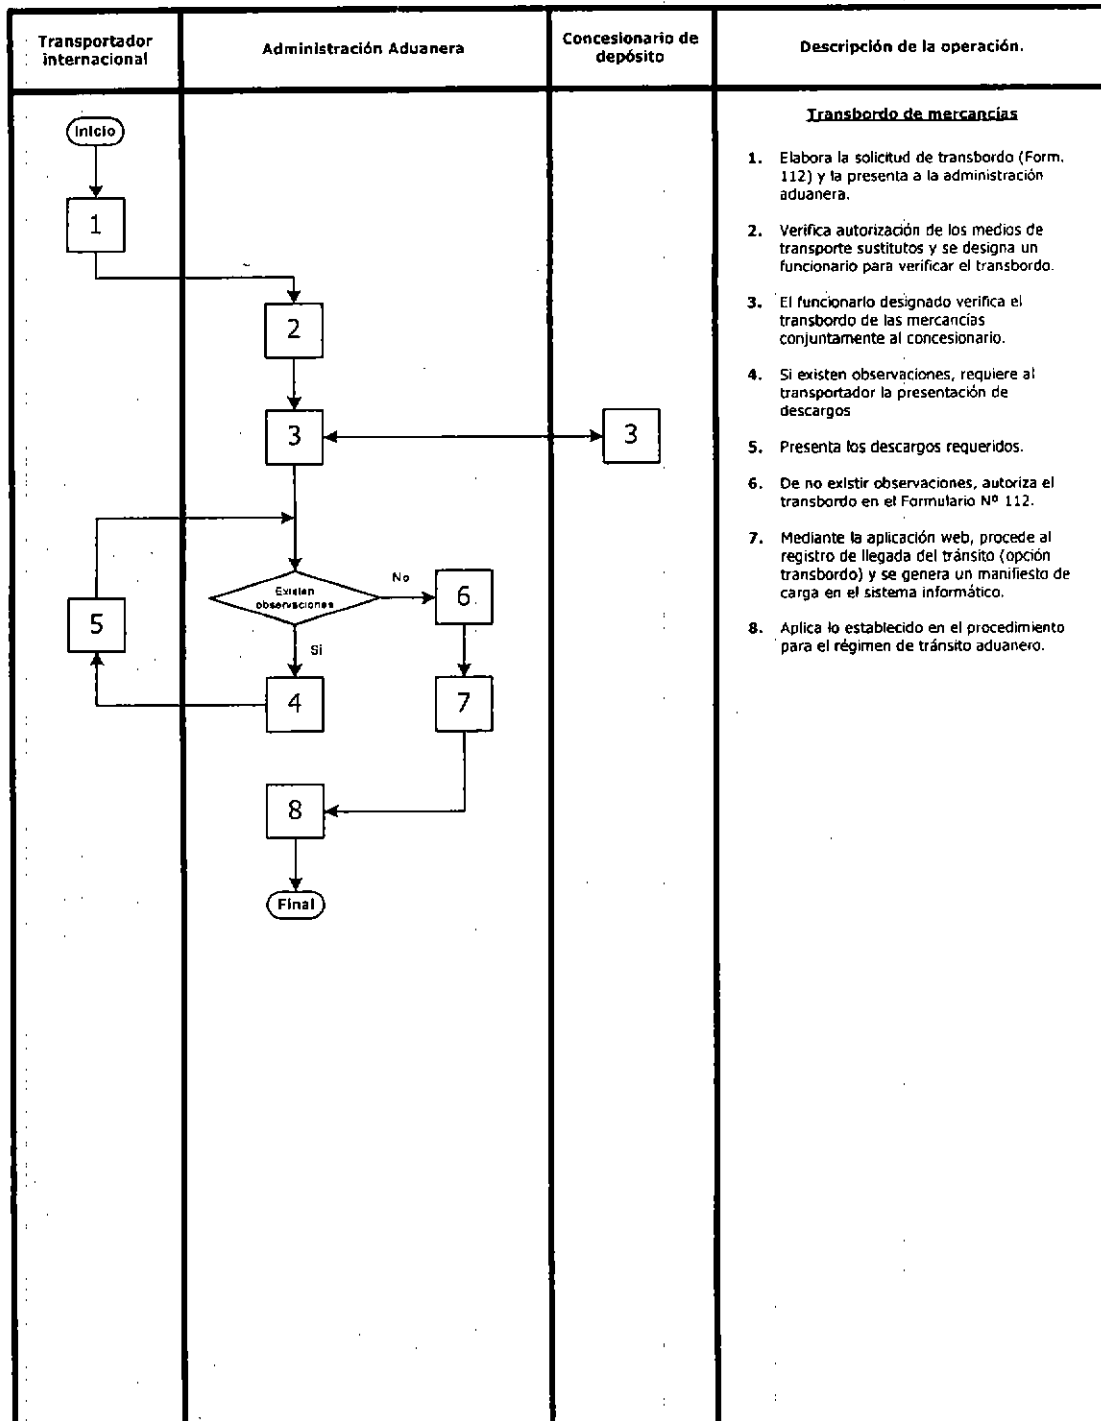 Transportador
internacional
Administración Aduanera
Concesionario de
depósito
Descripción de la operación.
Inicio
1
2
3
3
Existen
observaciones
No
Si
6
5
4
7
8
Final
Transbordo de mercancías
1. Elabora la solicitud de transbordo (Form.
112) y la presenta a la administración
aduanera.
2. Verifica autorización de los medios de
transporte sustitutos y se designa un
funcionario para verificar el transbordo.
3. El funcionario designado verifica el
transbordo de las mercancías
conjuntamente al concesionario.
4. Si existen observaciones, requiere al
transportador la presentación de
descargos
5. Presenta los descargos requeridos.
6. De no existir observaciones, autoriza el
transbordo en el Formulario Nº 112.
7. Mediante la aplicación web, procede al
registro de llegada del tránsito (opción
transbordo) y se genera un manifiesto de
carga en el sistema informático.
8. Aplica lo establecido en el procedimiento
para el régimen de tránsito aduanero.